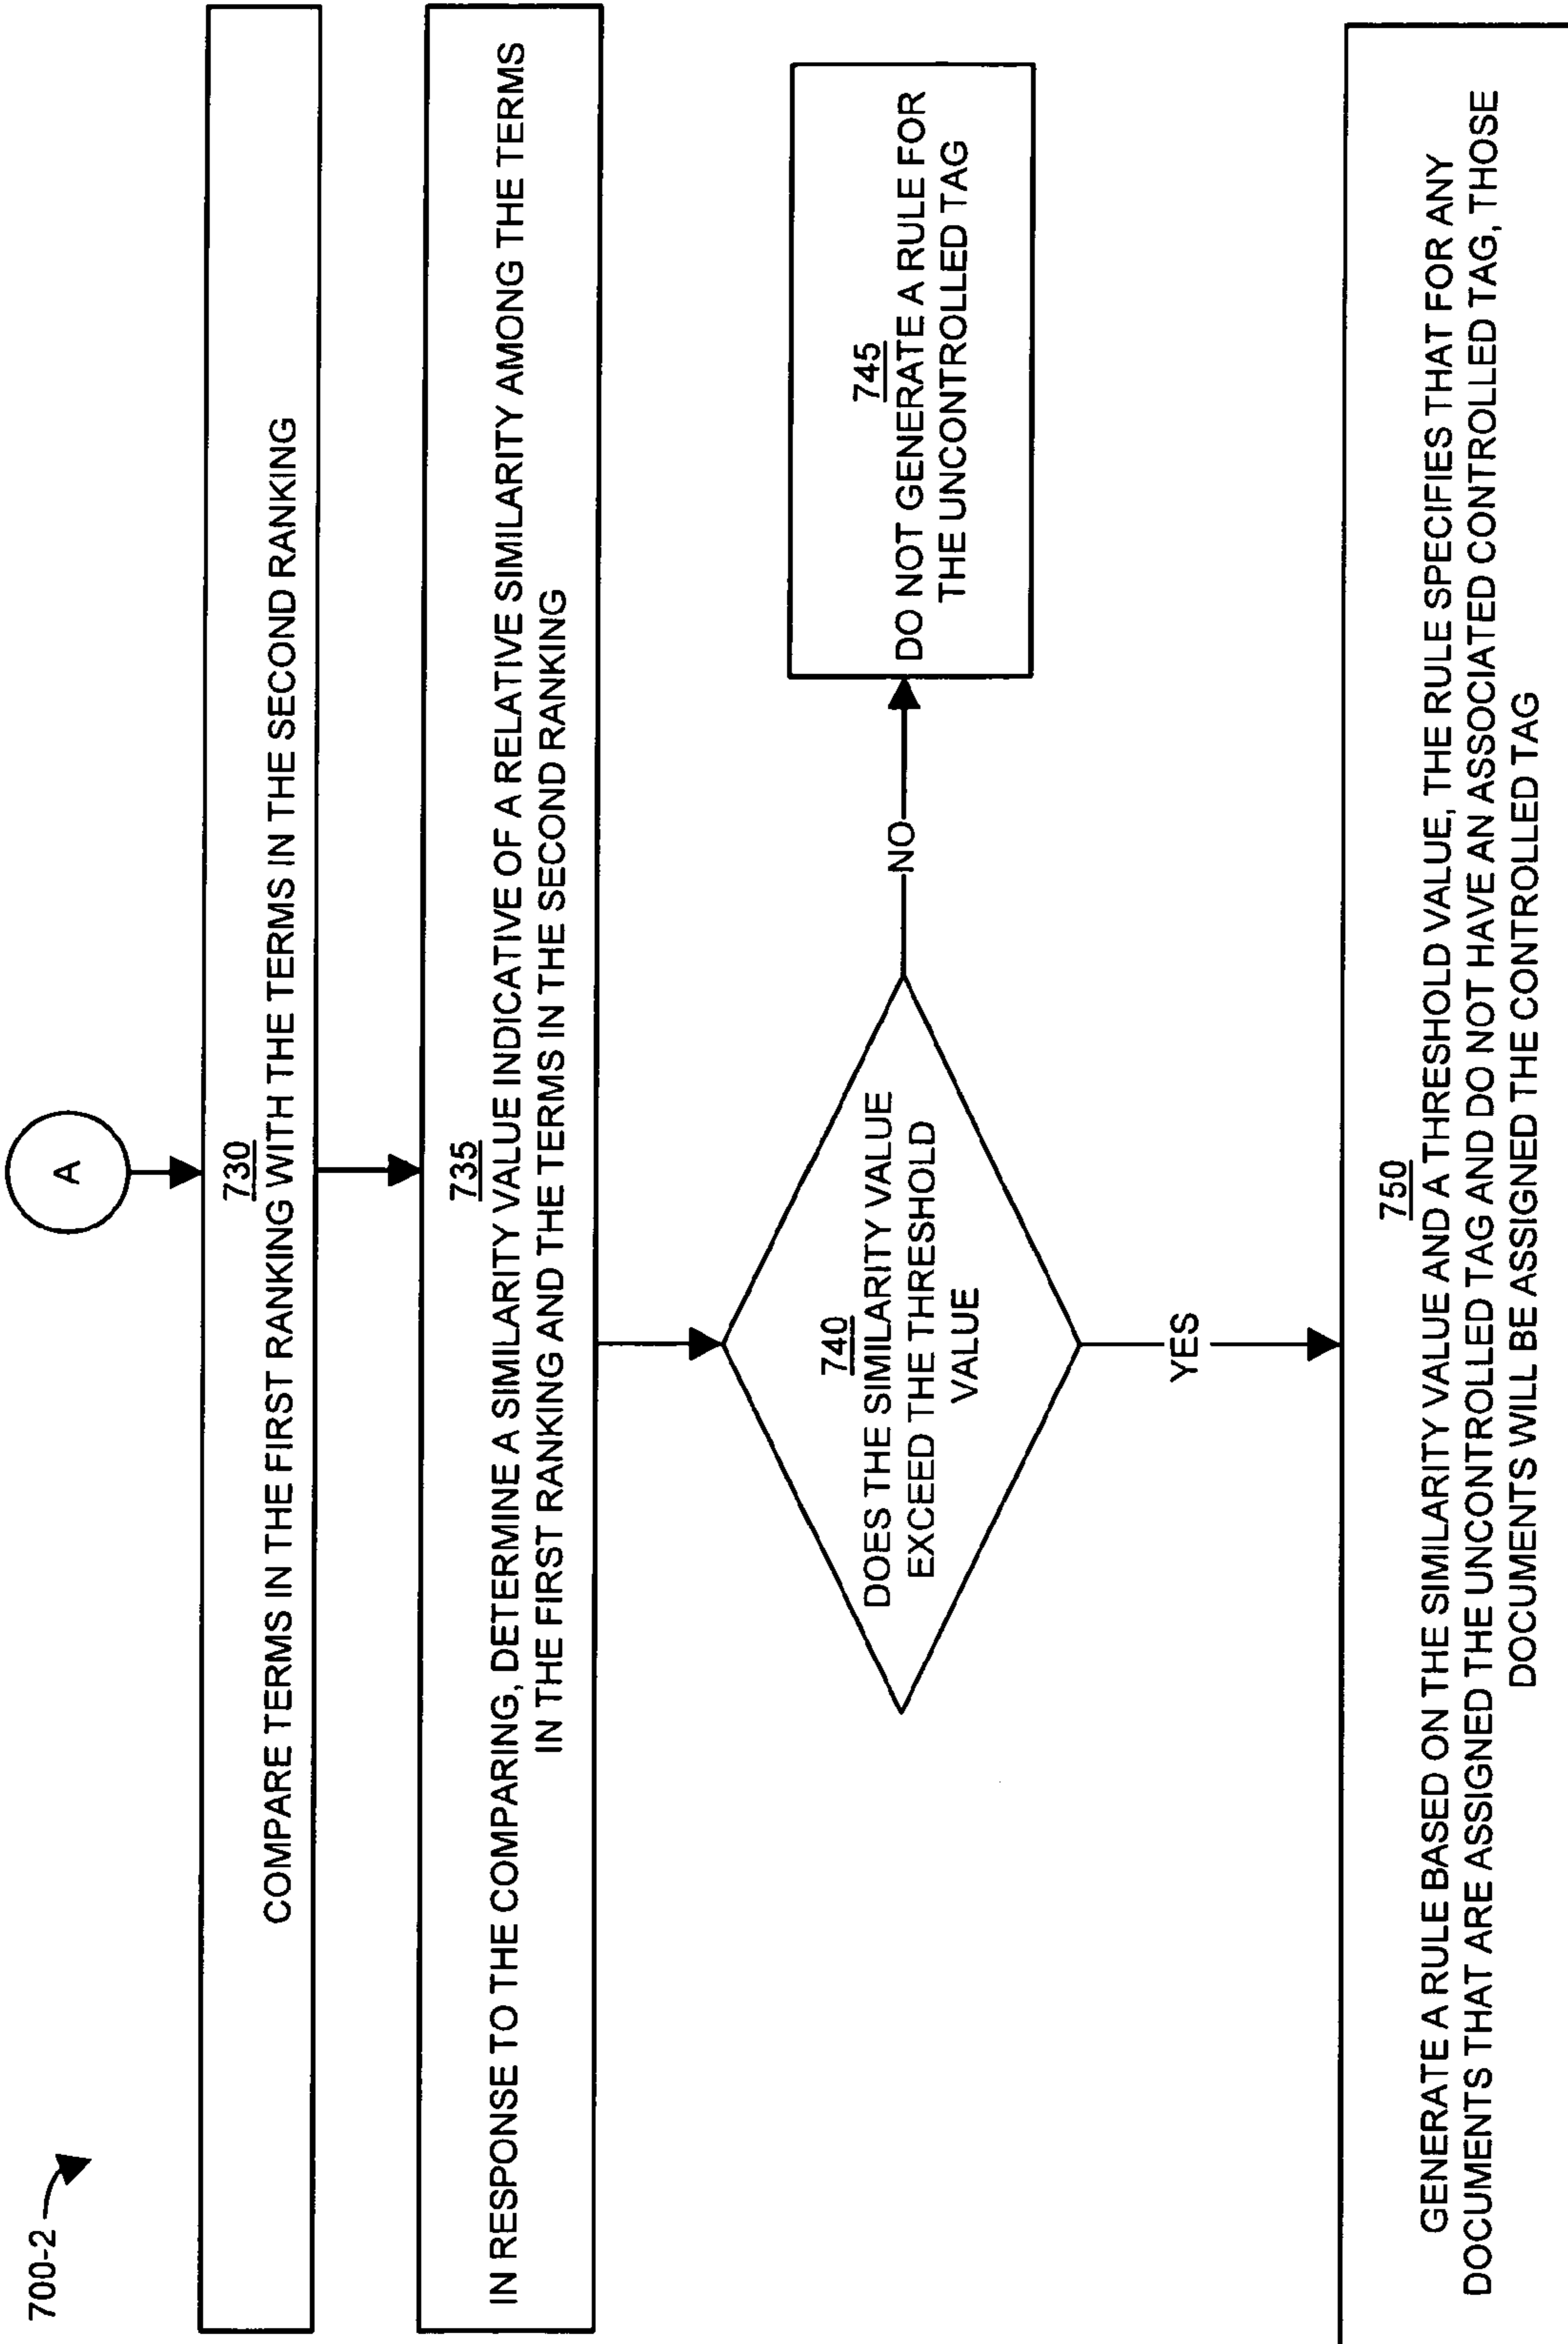 700-2
A
730
COMPARE TERMS IN THE FIRST RANKING WITH THE TERMS IN THE SECOND RANKING
735
IN RESPONSE TO THE COMPARING, DETERMINE A SIMILARITY VALUE INDICATIVE OF A RELATIVE SIMILARITY AMONG THE TERMS
IN THE FIRST RANKING AND THE TERMS IN THE SECOND RANKING
740
DOES THE SIMILARITY VALUE
EXCEED THE THRESHOLD
VALUE
NO
745
DO NOT GENERATE A RULE FOR
THE UNCONTROLLED TAG
YES
750
GENERATE A RULE BASED ON THE SIMILARITY VALUE AND A THRESHOLD VALUE, THE RULE SPECIFIES THAT FOR ANY
DOCUMENTS THAT ARE ASSIGNED THE UNCONTROLLED TAG AND DO NOT HAVE AN ASSOCIATED CONTROLLED TAG, THOSE
DOCUMENTS WILL BE ASSIGNED THE CONTROLLED TAG